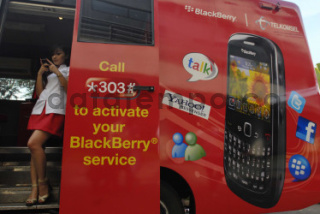 BlackBerry
TELKOMSEL
Call
*303#
to activate
your
BlackBerry®
service
talk
YAHOO!